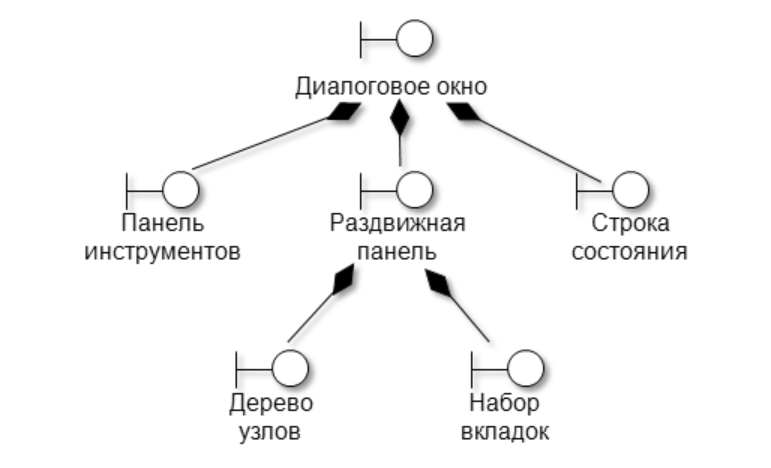 Диалоговое окно
Панель
инструментов
Раздвижная
панель
Строка
состояния
Дерево
узлов
Набор
вкладок